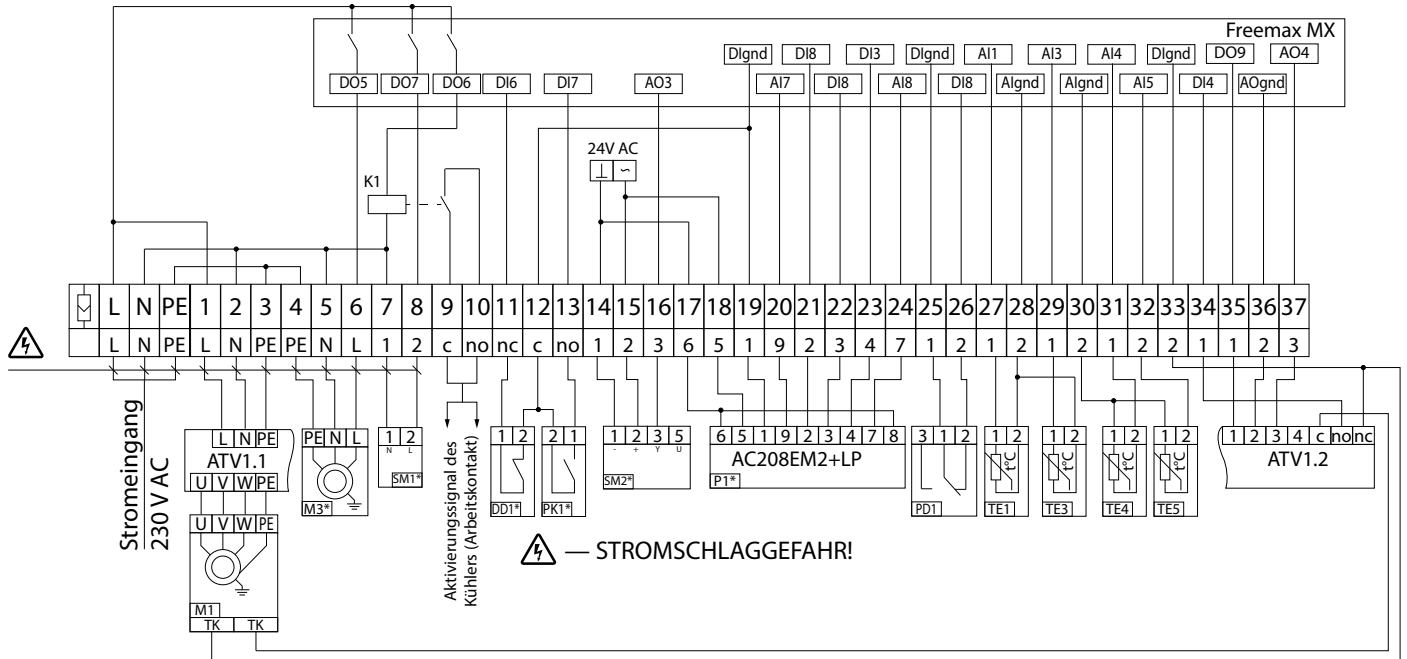 Freemax MX
DIgnd DI8 DI3 DIgnd AI1 AI3 AI4 DIgnd DO9 AO4
DO5 DO7 DO6 DI6 DI7 AO3 AI7 DI8 AI8 DI8 AIgnd AIgnd AI5 DI4 AOgnd
24V AC
⊥ ~
K1
L N PE 1 2 3 4 5 6 7 8 9 10 11 12 13 14 15 16 17 18 19 20 21 22 23 24 25 26 27 28 29 30 31 32 33 34 35 36 37
L N PE L N PE PE N L 1 2 c no nc c no 1 2 3 6 5 1 9 2 3 4 7 1 2 1 2 1 2 1 2 2 1 1 2 3
Stromeingang
230 V AC
L N PE
ATV1.1
U V W PE
U V W PE
M1
TK TK
PE N L
M3*
1 2
N L
SM1*
Aktivierungssignal des
Kühlers (Arbeitskontakt)
1 2
DD1*
2 1
PK1*
1 2 3 5
- + Y U
SM2*
6 5 1 9 2 3 4 7 8
AC208EM2+LP
P1*
3 1 2
PD1
1 2
t°C
TE1
1 2
t°C
TE3
1 2
t°C
TE4
1 2
t°C
TE5
1 2 3 4 c no nc
ATV1.2
— STROMSCHLAGGEFAHR!